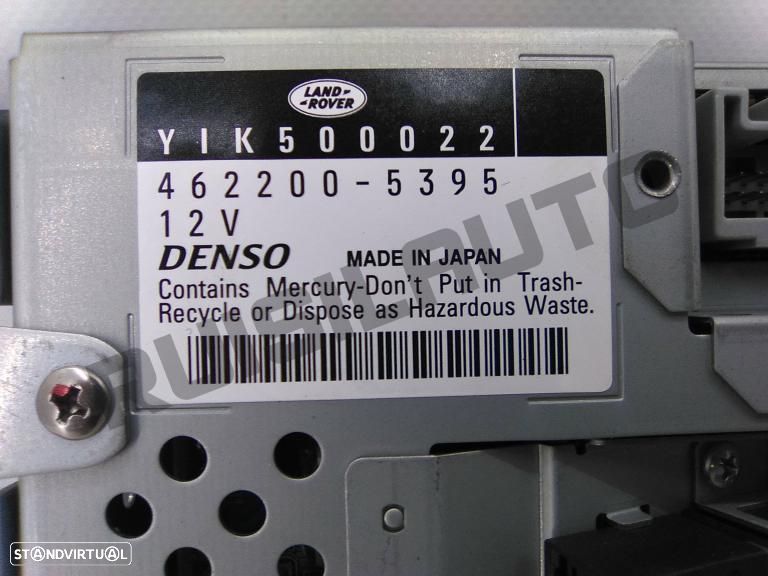 LAND
ROVER
YIK500022
462200-5395
12V
DENSO MADE IN JAPAN
Contains Mercury-Don't Put in Trash-
Recycle or Dispose as Hazardous Waste.
RUISILAUTO
STANDVIRTUAL